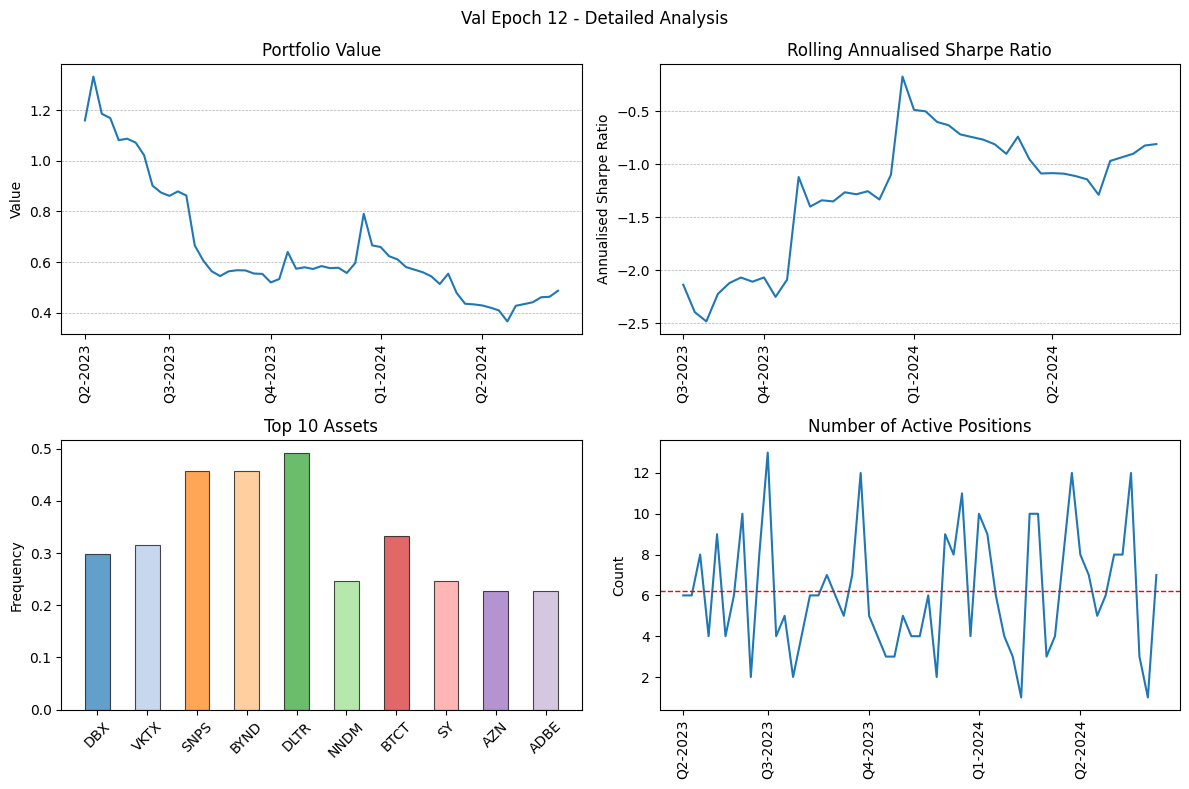 Val Epoch 12 - Detailed Analysis
Portfolio Value
Value
1.2
1.0
0.8
0.6
0.4
Q2-2023
Q3-2023
Q4-2023
Q1-2024
Q2-2024
Rolling Annualised Sharpe Ratio
Annualised Sharpe Ratio
−0.5
−1.0
−1.5
−2.0
−2.5
Q3-2023
Q4-2023
Q1-2024
Q2-2024
Top 10 Assets
Frequency
0.5
0.4
0.3
0.2
0.1
0.0
DBX
VKTX
SNPS
BYND
DLTR
NNDM
BTCT
SY
AZN
ADBE
Number of Active Positions
Count
12
10
8
6
4
2
Q2-2023
Q3-2023
Q4-2023
Q1-2024
Q2-2024